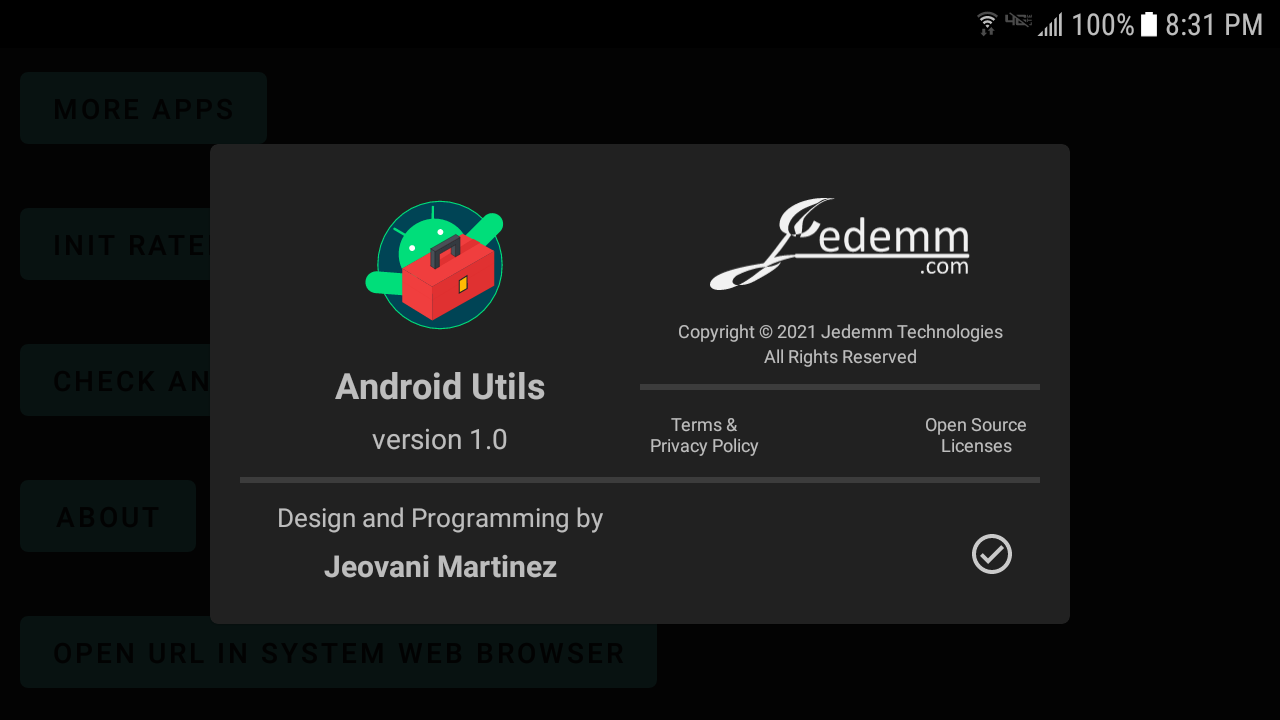 100% 8:31 PM
MORE APPS
INIT RATE
CHECK AN
ABOUT
OPEN URL IN SYSTEM WEB BROWSER
Android Utils
version 1.0
Jedemm
.com
Copyright © 2021 Jedemm Technologies
All Rights Reserved
Terms &
Privacy Policy
Open Source
Licenses
Design and Programming by
Jeovani Martinez